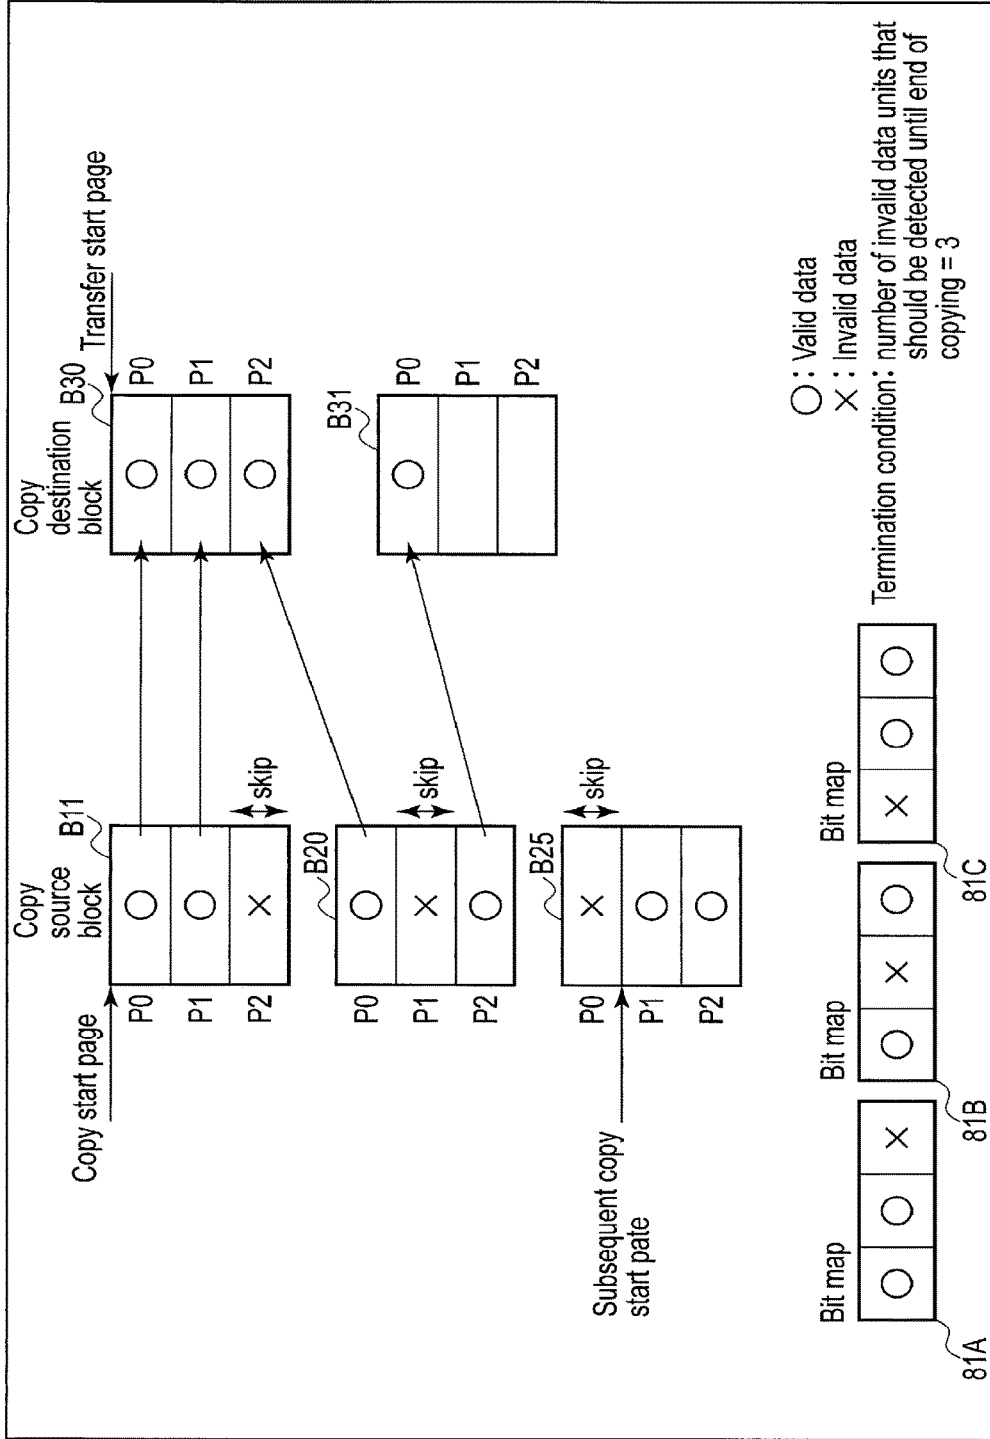 Copy
source
block
Copy
destination
block
Copy start page
B11
B30
Transfer start page
P0
P1
P2
skip
P0
P1
P2
B20
P0
P1
P2
skip
B31
P0
P1
P2
B25
P0
P1
P2
skip
Subsequent copy
start pate
○ : Valid data
× : Invalid data
Termination condition: number of invalid data units that
should be detected until end of
copying = 3
Bit map
Bit map
Bit map
81A
81B
81C